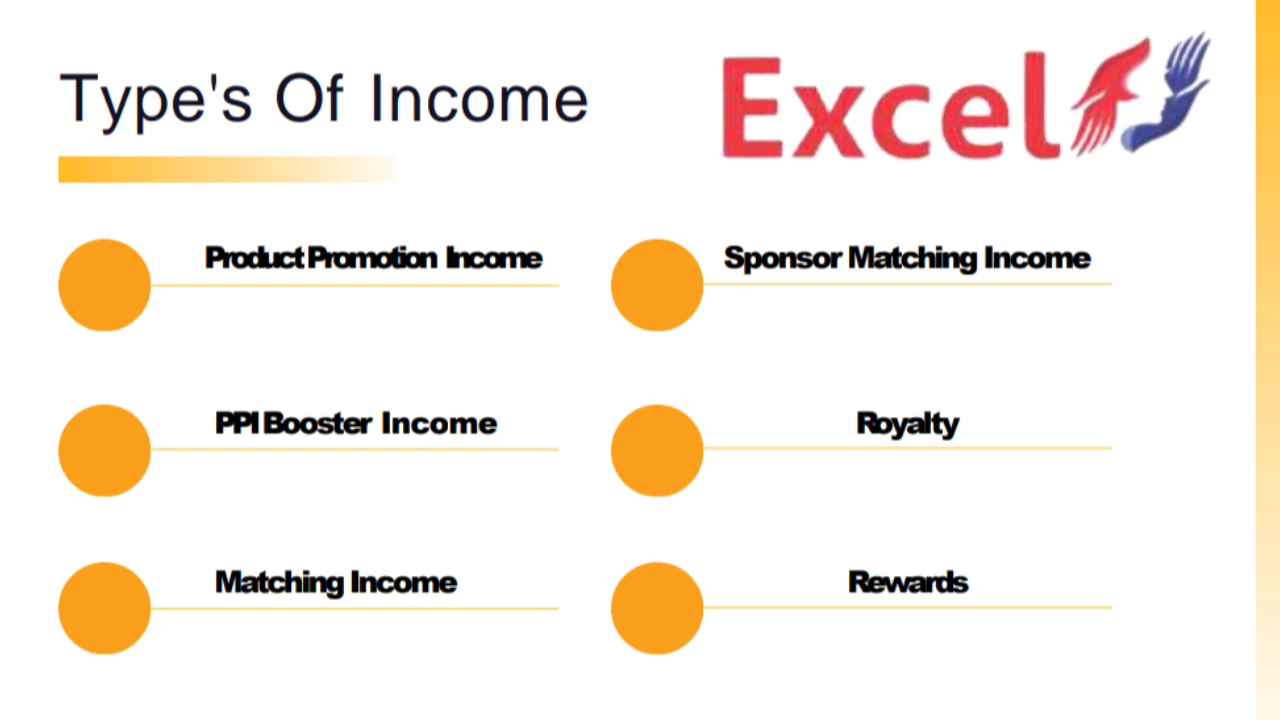 Type's Of Income
Excel
Product Promotion Income
Sponsor Matching Income
PPI Booster Income
Royalty
Matching Income
Rewards